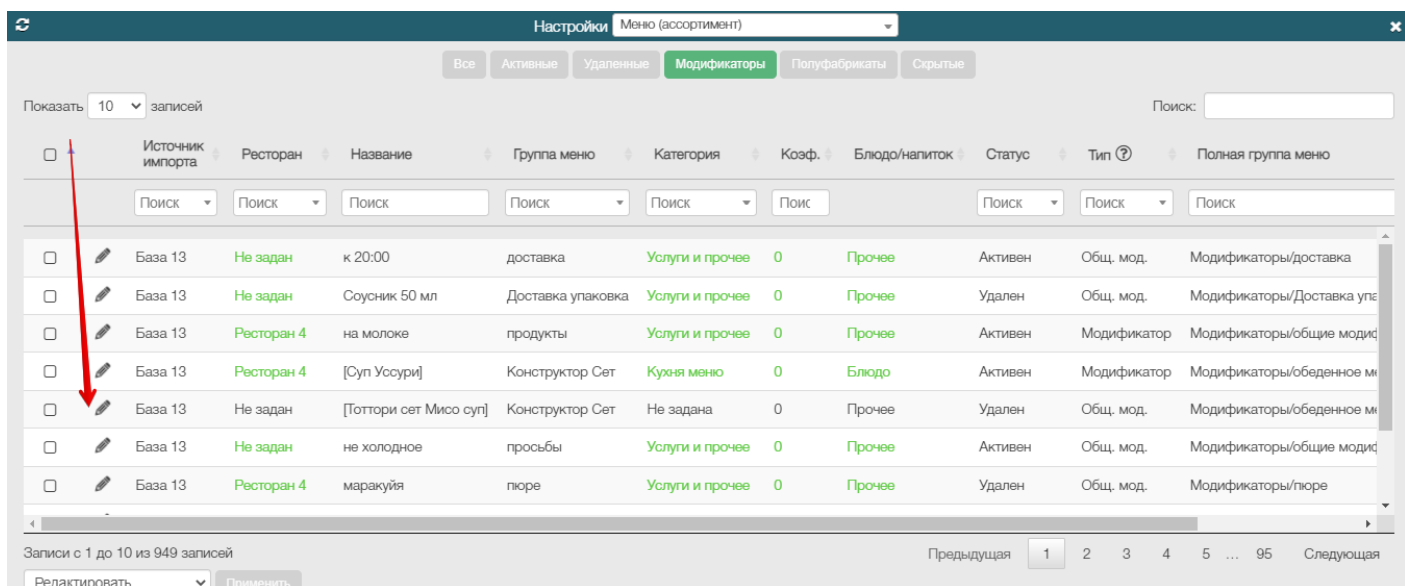 Настройки Меню (ассортимент)
Все Активные Удаленные Модификаторы Полуфабрикаты Скрытые
Показать 10 записей Поиск:
Источник импорта Ресторан Название Группа меню Категория Коэф. Блюдо/напиток Статус Тип ? Полная группа меню
Поиск Поиск Поиск Поиск Поиск Поис Поиск Поиск Поиск
База 13 Не задан к 20:00 доставка Услуги и прочее 0 Прочее Активен Общ. мод. Модификаторы/доставка
База 13 Не задан Соусник 50 мл Доставка упаковка Услуги и прочее 0 Прочее Удален Общ. мод. Модификаторы/Доставка упа
База 13 Ресторан 4 на молоке продукты Услуги и прочее 0 Прочее Активен Модификатор Модификаторы/общие модиф
База 13 Ресторан 4 [Суп Уссури] Конструктор Сет Кухня меню 0 Блюдо Активен Модификатор Модификаторы/обеденное ме
База 13 Не задан [Тоттори сет Мисо суп] Конструктор Сет Не задана 0 Прочее Удален Общ. мод. Модификаторы/обеденное ме
База 13 Не задан не холодное просьбы Услуги и прочее 0 Прочее Активен Общ. мод. Модификаторы/общие модиф
База 13 Ресторан 4 маракуйя пюре Услуги и прочее 0 Прочее Удален Общ. мод. Модификаторы/пюре
Записи с 1 до 10 из 949 записей Предыдущая 1 2 3 4 5 … 95 Следующая
Редактировать Применить